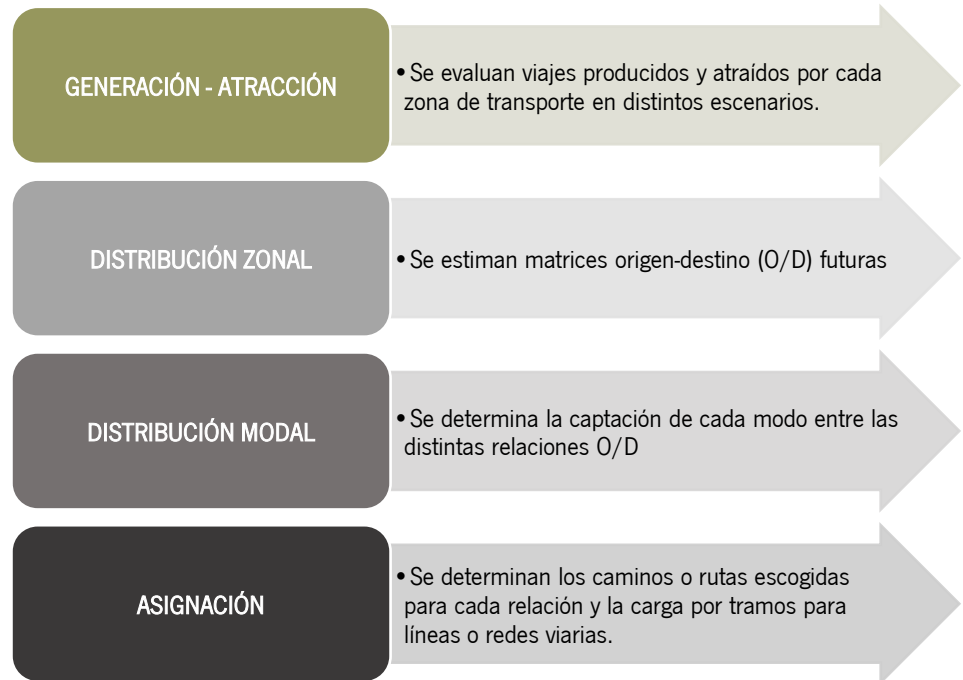 GENERACIÓN - ATRACCIÓN
• Se evaluan viajes producidos y atraídos por cada
zona de transporte en distintos escenarios.
DISTRIBUCIÓN ZONAL
• Se estiman matrices origen-destino (O/D) futuras
DISTRIBUCIÓN MODAL
• Se determina la captación de cada modo entre las
distintas relaciones O/D
ASIGNACIÓN
• Se determinan los caminos o rutas escogidas
para cada relación y la carga por tramos para
líneas o redes viarias.